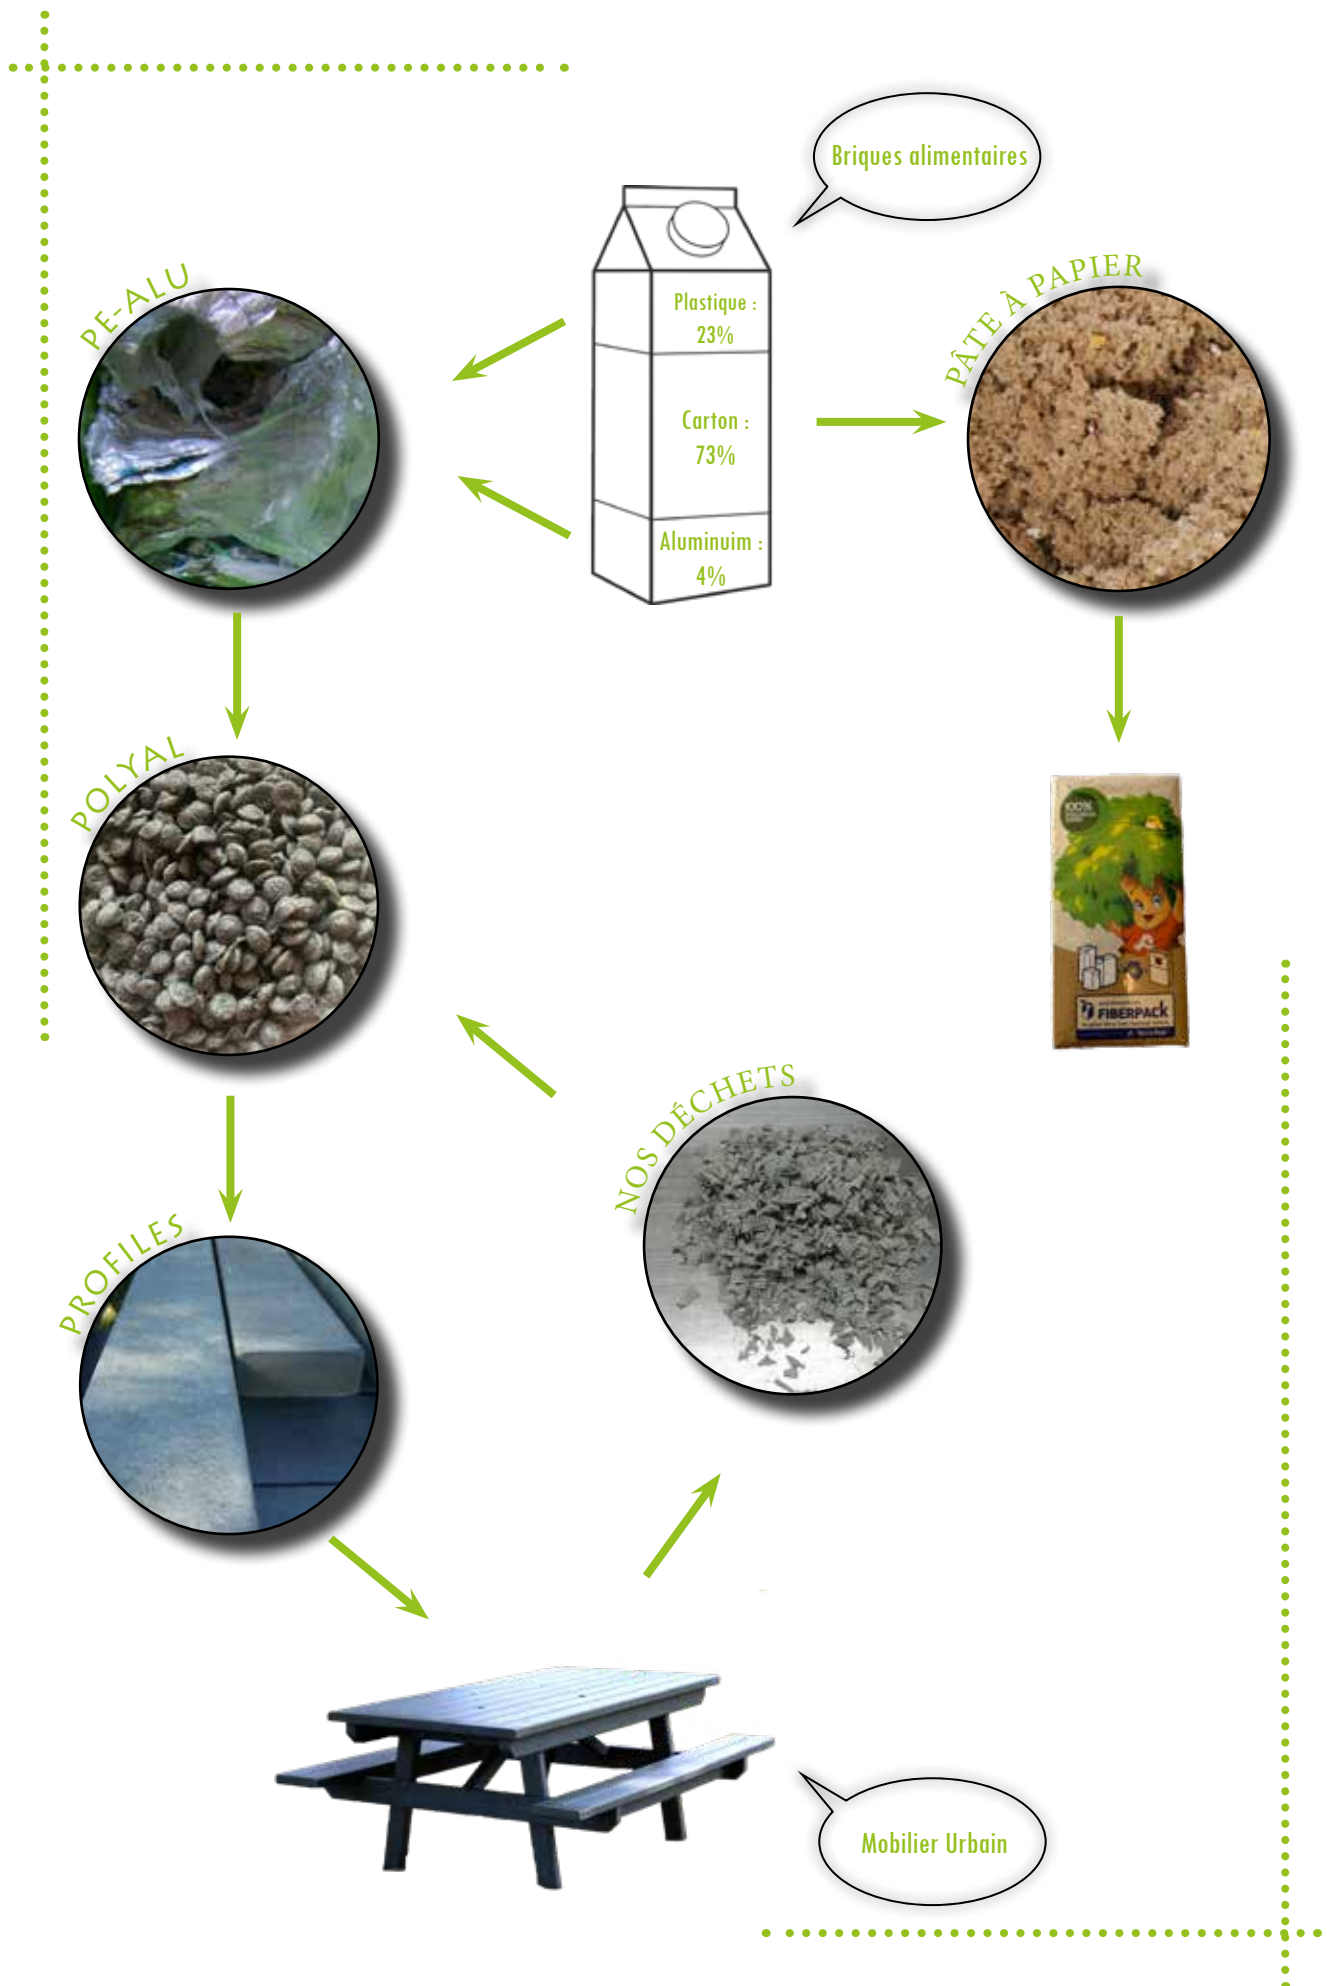 Briques alimentaires
PE-ALU
PÂTE À PAPIER
Plastique :
23%
Carton :
73%
Aluminuim :
4%
POLYAL
100%
FIBERPACK
NOS DÉCHETS
PROFILES
Mobilier Urbain